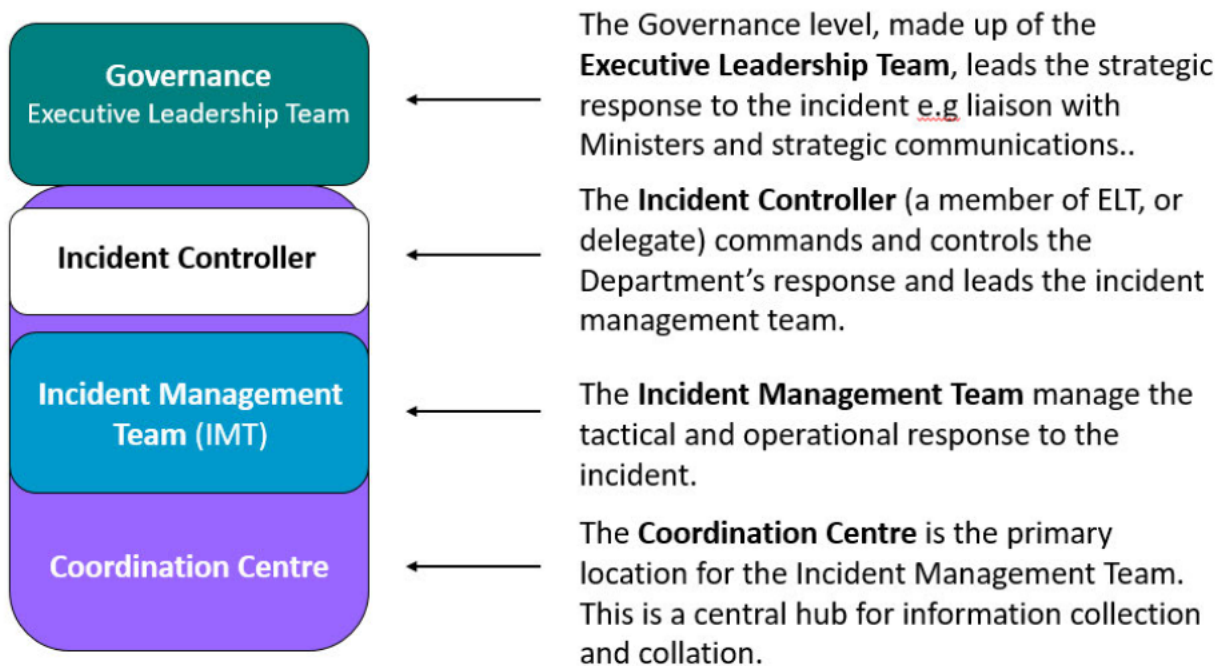 Governance
Executive Leadership Team
The Governance level, made up of the
Executive Leadership Team, leads the strategic
response to the incident e.g liaison with
Ministers and strategic communications..
Incident Controller
The Incident Controller (a member of ELT, or
delegate) commands and controls the
Department's response and leads the incident
management team.
Incident Management
Team (IMT)
The Incident Management Team manage the
tactical and operational response to the
incident.
Coordination Centre
The Coordination Centre is the primary
location for the Incident Management Team.
This is a central hub for information collection
and collation.